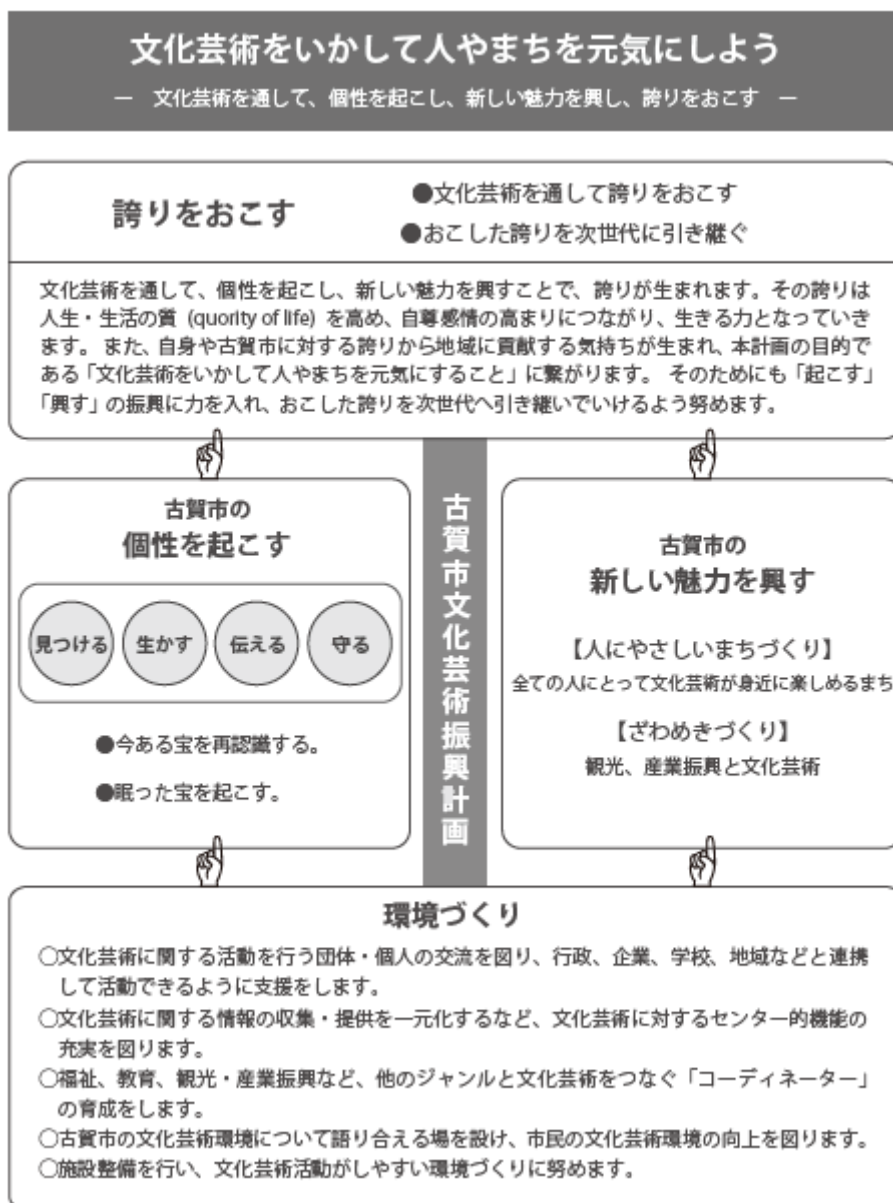 文化芸術をいかして人やまちを元気にしよう
― 文化芸術を通して、個性を起こし、新しい魅力を興し、誇りをおこす ―
誇りをおこす
●文化芸術を通して誇りをおこす
●おこした誇りを次世代に引き継ぐ
文化芸術を通して、個性を起こし、新しい魅力を興すことで、誇りが生まれます。その誇りは
人生・生活の質 (quority of life) を高め、自尊感情の高まりにつながり、生きる力となっていき
ます。 また、自身や古賀市に対する誇りから地域に貢献する気持ちが生まれ、本計画の目的で
ある「文化芸術をいかして人やまちを元気にすること」に繋がります。 そのためにも「起こす」
「興す」の振興に力を入れ、おこした誇りを次世代へ引き継いでいけるよう努めます。
古賀市の
個性を起こす
見つける 生かす 伝える 守る
●今ある宝を再認識する。
●眠った宝を起こす。
古賀市文化芸術振興計画
古賀市の
新しい魅力を興す
【人にやさしいまちづくり】
全ての人にとって文化芸術が身近に楽しめるまち
【ざわめきづくり】
観光、産業振興と文化芸術
環境づくり
○文化芸術に関する活動を行う団体・個人の交流を図り、行政、企業、学校、地域などと連携
して活動できるように支援をします。
○文化芸術に関する情報の収集・提供を一元化するなど、文化芸術に対するセンター的機能の
充実を図ります。
○福祉、教育、観光・産業振興など、他のジャンルと文化芸術をつなぐ「コーディネーター」
の育成をします。
○古賀市の文化芸術環境について語り合える場を設け、市民の文化芸術環境の向上を図ります。
○施設整備を行い、文化芸術活動がしやすい環境づくりに努めます。